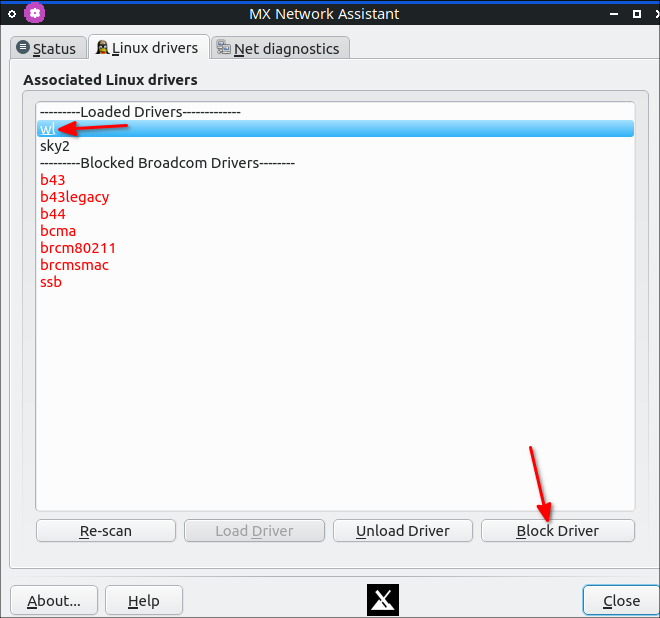 MX Network Assistant
Status
Linux drivers
Net diagnostics
Associated Linux drivers
---------Loaded Drivers-------------
wl
sky2
---------Blocked Broadcom Drivers--------
b43
b43legacy
b44
bcma
brcm80211
brcmsmac
ssb
Re-scan
Load Driver
Unload Driver
Block Driver
About...
Help
Close